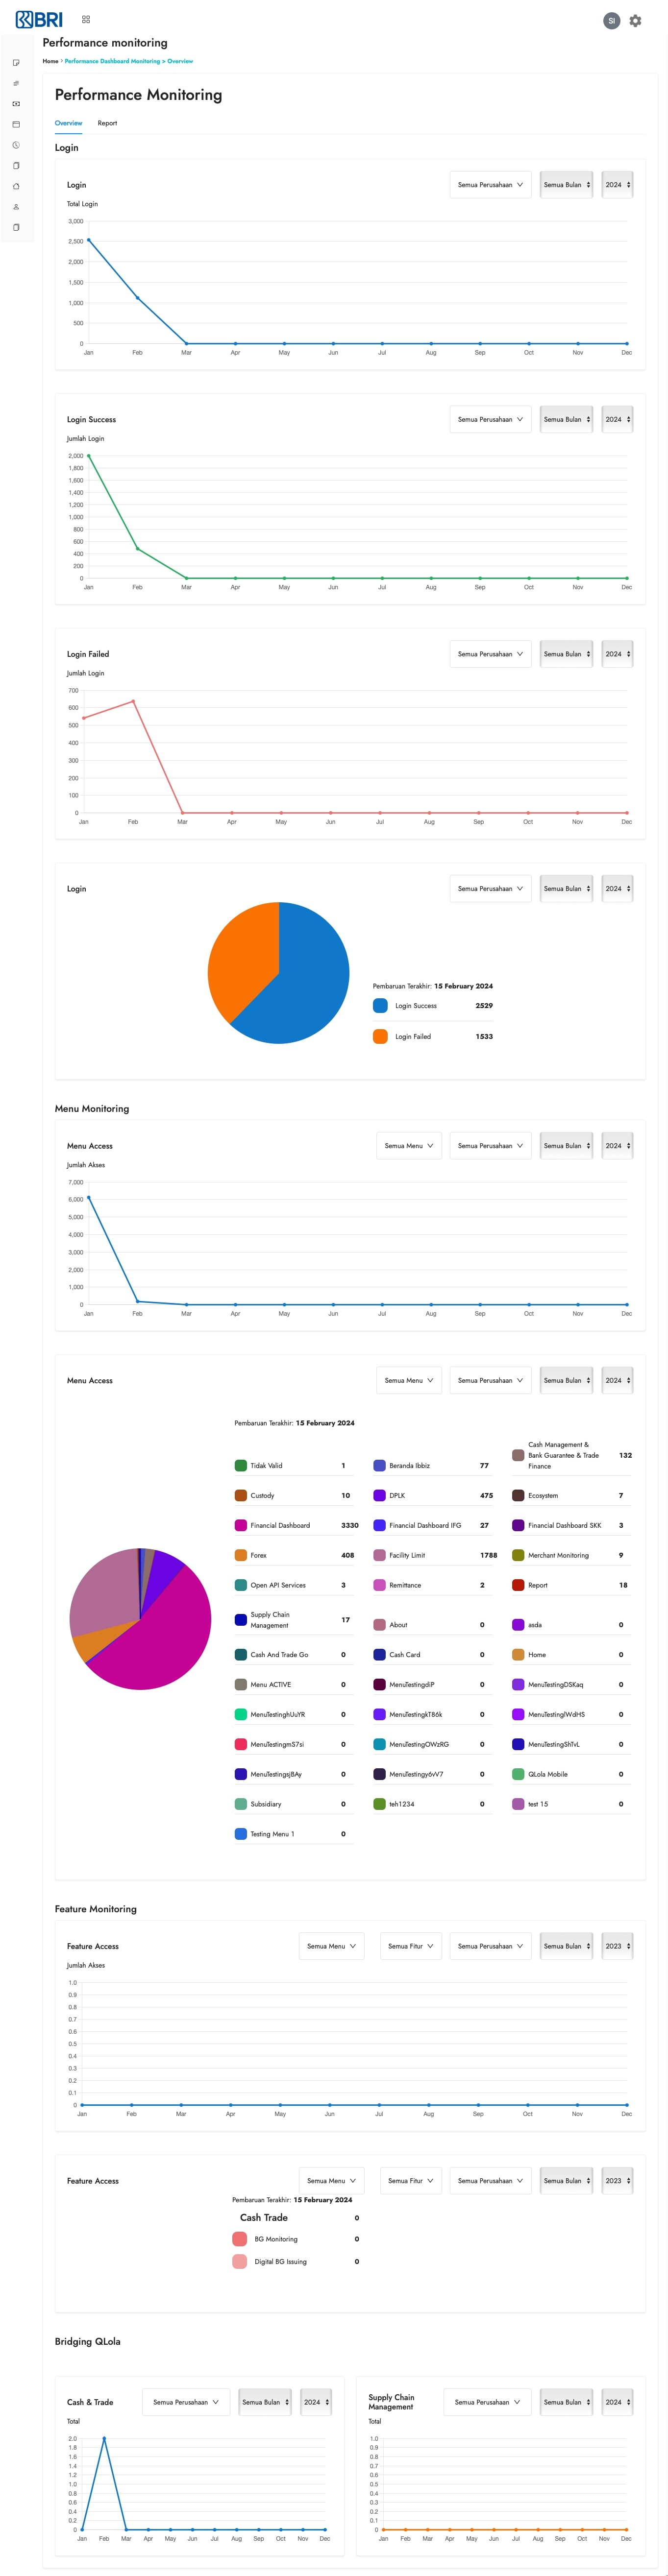 BRI
SI
Performance monitoring
Home > Performance Dashboard Monitoring > Overview
Performance Monitoring
Overview Report
Login
Login Semua Perusahaan Semua Bulan 2024
Total Login
3,000
2,500
2,000
1,500
1,000
500
0
Jan Feb Mar Apr May Jun Jul Aug Sep Oct Nov Dec
Login Success Semua Perusahaan Semua Bulan 2024
Jumlah Login
2,000
1,800
1,600
1,400
1,200
1,000
800
600
400
200
0
Jan Feb Mar Apr May Jun Jul Aug Sep Oct Nov Dec
Login Failed Semua Perusahaan Semua Bulan 2024
Jumlah Login
700
600
500
400
300
200
100
0
Jan Feb Mar Apr May Jun Jul Aug Sep Oct Nov Dec
Login Semua Perusahaan Semua Bulan 2024
Pembaruan Terakhir: 15 February 2024
Login Success 2529
Login Failed 1533
Menu Monitoring
Menu Access Semua Menu Semua Perusahaan Semua Bulan 2024
Jumlah Akses
7,000
6,000
5,000
4,000
3,000
2,000
1,000
0
Jan Feb Mar Apr May Jun Jul Aug Sep Oct Nov Dec
Menu Access Semua Menu Semua Perusahaan Semua Bulan 2024
Pembaruan Terakhir: 15 February 2024
Cash Management &
Bank Guarantee & Trade 132
Finance
Tidak Valid 1 Beranda Ibbiz 77
Custody 10 DPLK 475 Ecosystem 7
Financial Dashboard 3330 Financial Dashboard IFG 27 Financial Dashboard SKK 3
Forex 408 Facility Limit 1788 Merchant Monitoring 9
Open API Services 3 Remittance 2 Report 18
Supply Chain
Management 17 About 0 asda 0
Cash And Trade Go 0 Cash Card 0 Home 0
Menu ACTIVE 0 MenuTestingdiP 0 MenuTestingDSKaq 0
MenuTestinghUuYR 0 MenuTestingkT86k 0 MenuTestinglWdHS 0
MenuTestingmS7si 0 MenuTestingOWzRG 0 MenuTestingShTvL 0
MenuTestingsjBAy 0 MenuTestingy6vV7 0 QLola Mobile 0
Subsidiary 0 teh1234 0 test 15 0
Testing Menu 1 0
Feature Monitoring
Feature Access Semua Menu Semua Fitur Semua Perusahaan Semua Bulan 2023
Jumlah Akses
1.0
0.9
0.8
0.7
0.6
0.5
0.4
0.3
0.2
0.1
0
Jan Feb Mar Apr May Jun Jul Aug Sep Oct Nov Dec
Feature Access Semua Menu Semua Fitur Semua Perusahaan Semua Bulan 2023
Pembaruan Terakhir: 15 February 2024
Cash Trade 0
BG Monitoring 0
Digital BG Issuing 0
Bridging QLola
Cash & Trade Semua Perusahaan Semua Bulan 2024
Total
2.0
1.8
1.6
1.4
1.2
1.0
0.8
0.6
0.4
0.2
0
Jan Feb Mar Apr May Jun Jul Aug Sep Oct Nov Dec
Supply Chain
Management Semua Perusahaan Semua Bulan 2024
Total
1.0
0.9
0.8
0.7
0.6
0.5
0.4
0.3
0.2
0.1
0
Jan Feb Mar Apr May Jun Jul Aug Sep Oct Nov Dec